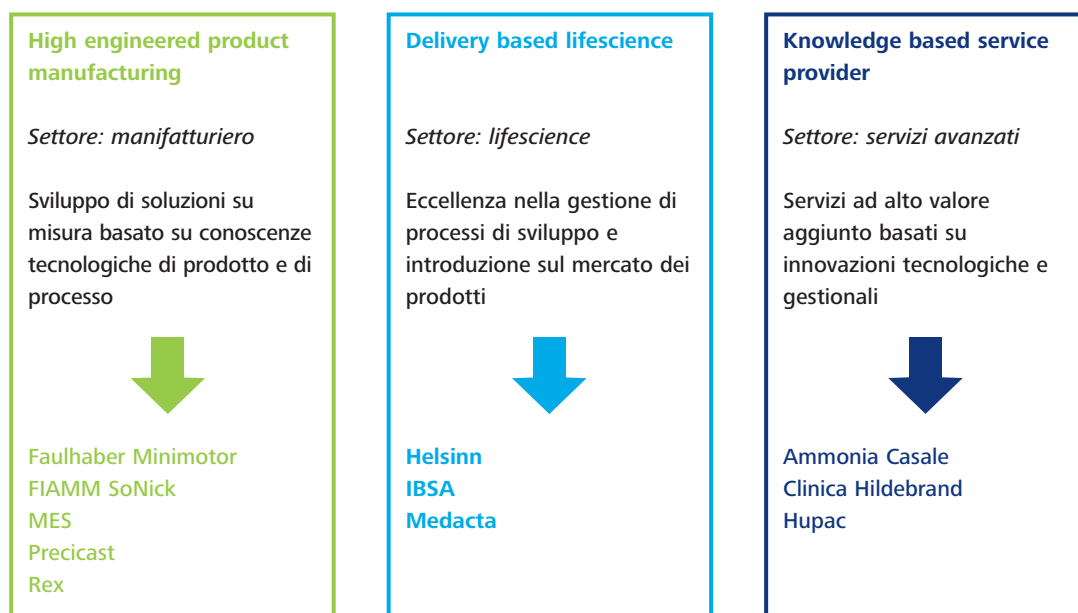 High engineered product
manufacturing
Settore: manifatturiero
Sviluppo di soluzioni su
misura basato su conoscenze
tecnologiche di prodotto e di
processo
Faulhaber Minimotor
FIAMM SoNick
MES
Precicast
Rex
Delivery based lifescience
Settore: lifescience
Eccellenza nella gestione di
processi di sviluppo e
introduzione sul mercato dei
prodotti
Helsinn
IBSA
Medacta
Knowledge based service
provider
Settore: servizi avanzati
Servizi ad alto valore
aggiunto basati su
innovazioni tecnologiche e
gestionali
Ammonia Casale
Clinica Hildebrand
Hupac